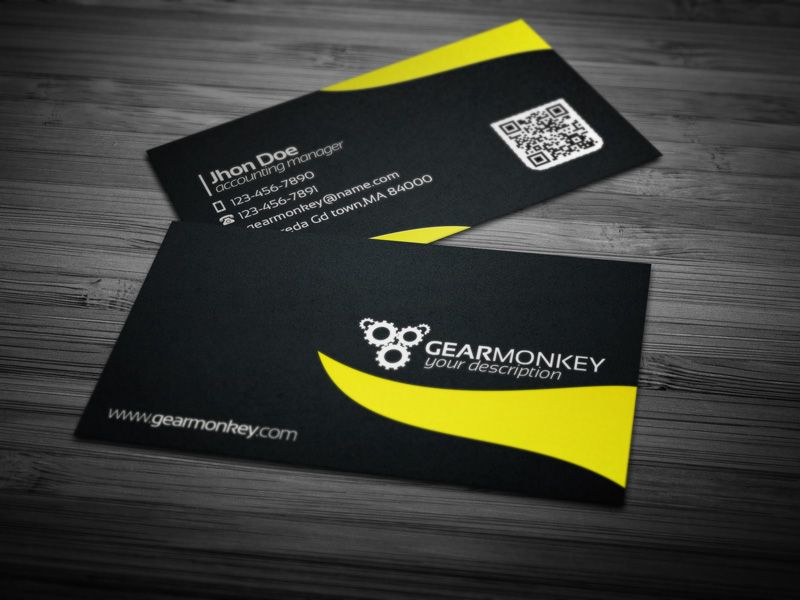 Jhon Doe
accounting manager
123-456-7890
123-456-7891
gearmonkey@name.com
Gd town,MA 84000
GEARMONKEY
your description
www.gearmonkey.com